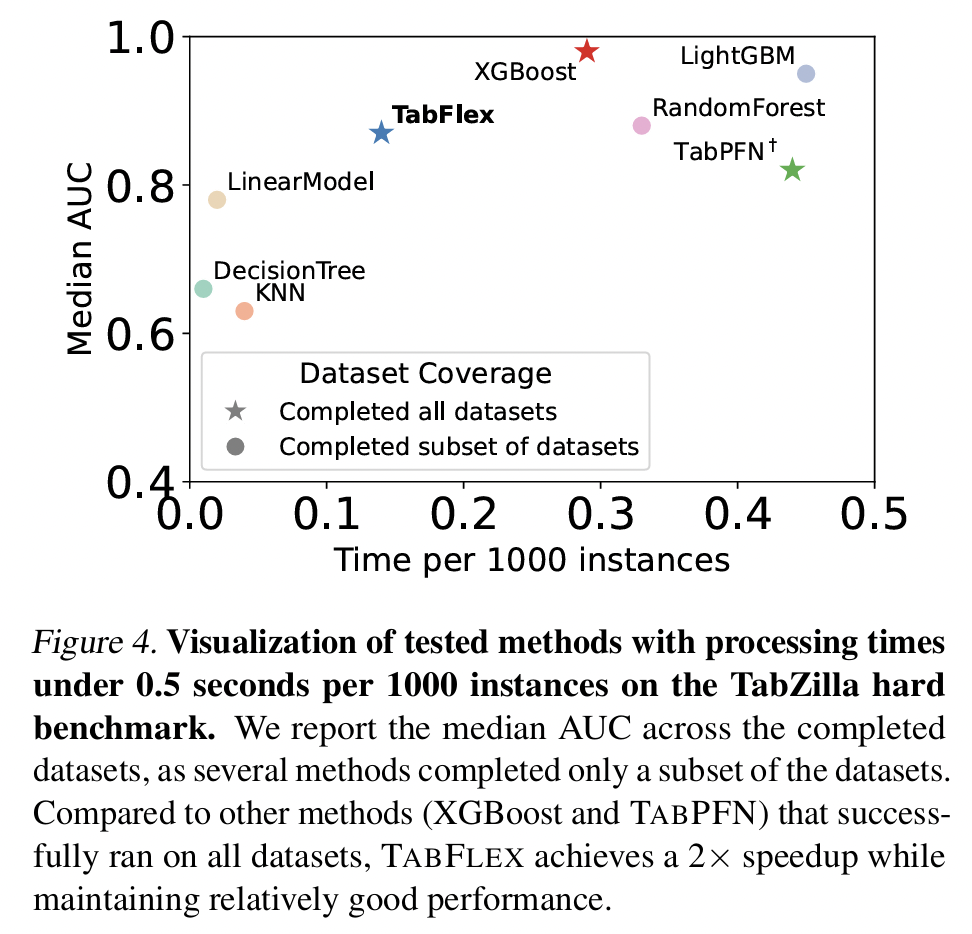 1.0
0.8
0.6
0.4
Median AUC
LightGBM
XGBoost
RandomForest
TabFlex
TabPFN†
LinearModel
DecisionTree
KNN
Dataset Coverage
Completed all datasets
Completed subset of datasets
0.0 0.1 0.2 0.3 0.4 0.5
Time per 1000 instances
Figure 4. Visualization of tested methods with processing times
under 0.5 seconds per 1000 instances on the TabZilla hard
benchmark. We report the median AUC across the completed
datasets, as several methods completed only a subset of the datasets.
Compared to other methods (XGBoost and TABPFN) that success-
fully ran on all datasets, TABFLEX achieves a 2× speedup while
maintaining relatively good performance.